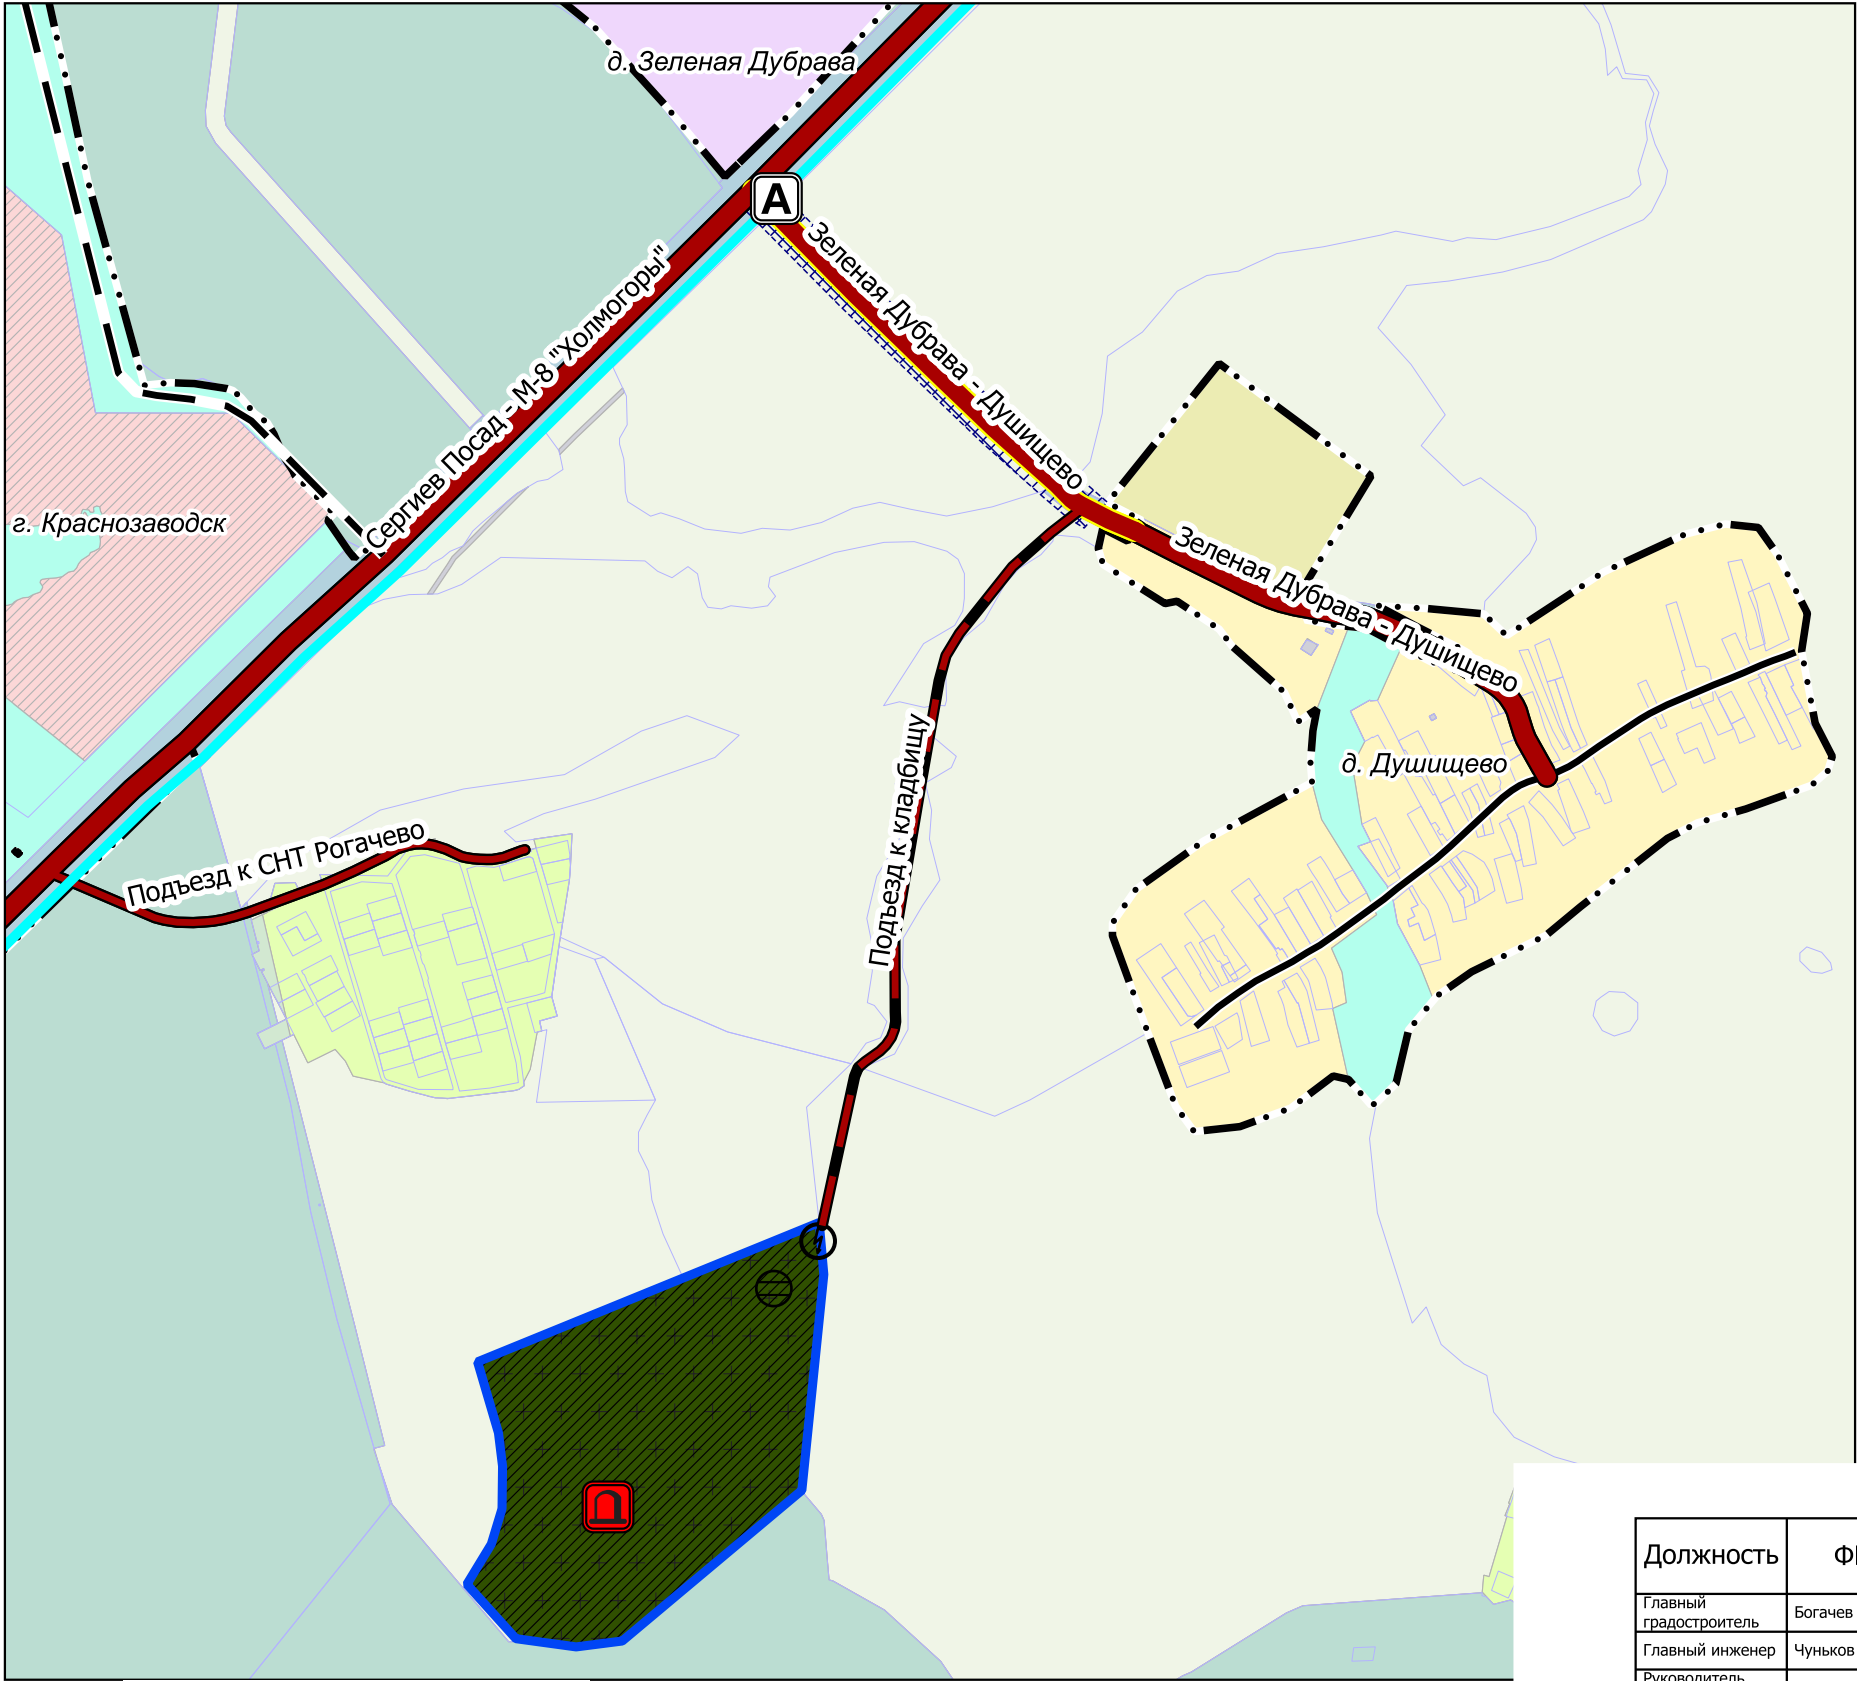 д. Зеленая Дубрава
А
Зеленая Дубрава - Душищево
Сергиев Посад - М-8 "Холмогоры"
г. Краснозаводск
Зеленая Дубрава - Душищево
д. Душищево
Подъезд к кладбищу
Подъезд к СНТ Рогачево
Должность
Главный градостроитель Богачев
Главный инженер Чуньков
Руководитель